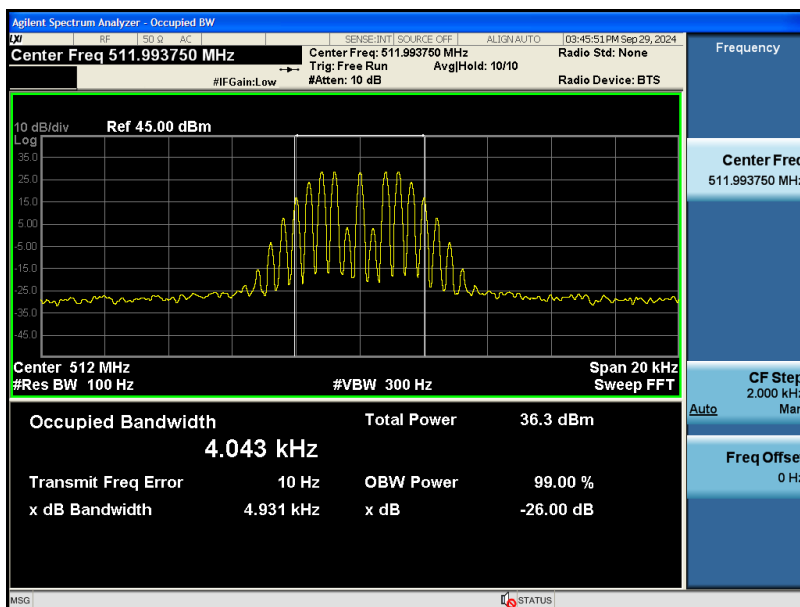 Agilent Spectrum Analyzer - Occupied BW
LXI RF 50 Ω AC SENSE:INT SOURCE OFF ALIGN AUTO 03:45:51 PM Sep 29, 2024
Center Freq 511.993750 MHz
Center Freq: 511.993750 MHz
Radio Std: None
Trig: Free Run Avg|Hold: 10/10
#IFGain:Low
#Atten: 10 dB
Radio Device: BTS
10 dB/div Ref 45.00 dBm
Log
35.0
25.0
15.0
5.00
-5.00
-15.0
-25.0
-35.0
-45.0
Center 512 MHz Span 20 kHz
#Res BW 100 Hz #VBW 300 Hz Sweep FFT
Occupied Bandwidth Total Power 36.3 dBm
4.043 kHz
Transmit Freq Error 10 Hz OBW Power 99.00 %
x dB Bandwidth 4.931 kHz x dB -26.00 dB
MSG STATUS
Frequency
Center Freq
511.993750 MHz
CF Step
2.000 kHz
Auto Man
Freq Offset
0 Hz